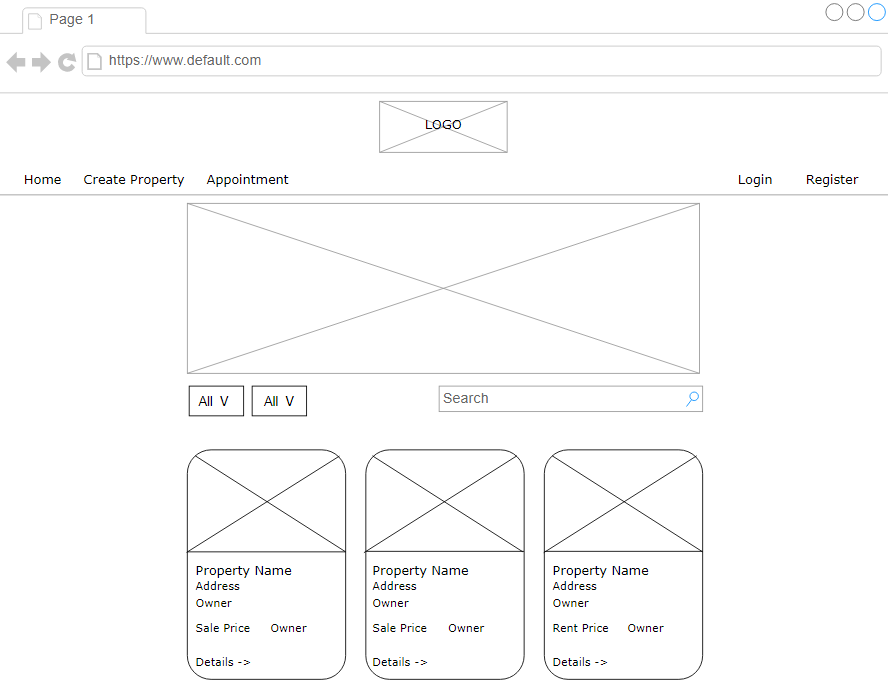 Page 1
https://www.default.com
LOGO
Home Create Property Appointment Login Register
All V All V Search
Property Name Property Name Property Name
Address Address Address
Owner Owner Owner
Sale Price Owner Sale Price Owner Rent Price Owner
Details -> Details -> Details ->